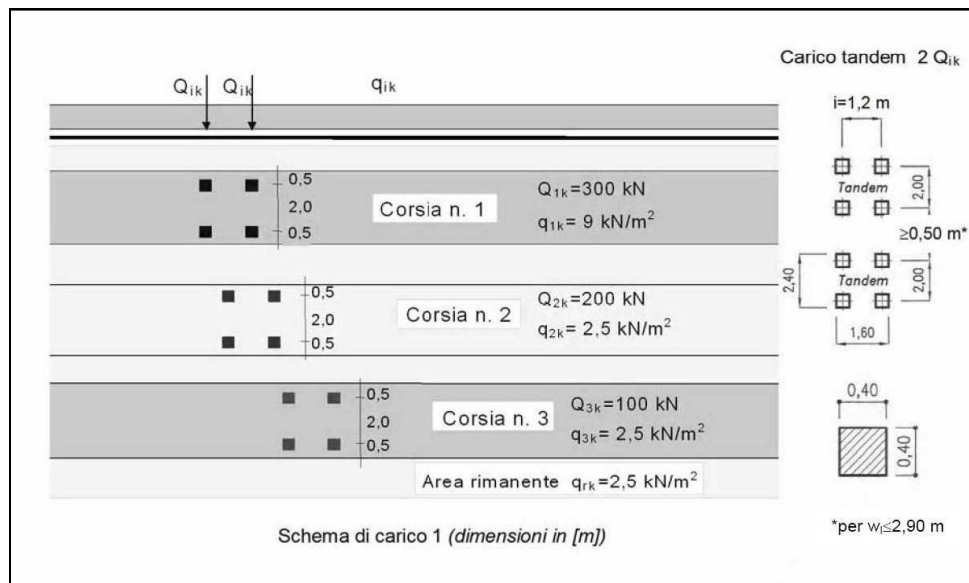 Carico tandem 2 Qik
Qik Qik qik
i=1,2 m
0,5
2,0
0,5
Corsia n. 1
Q1k=300 kN
q1k= 9 kN/m²
Tandem
2,00
≥0,50 m*
Tandem
2,40
2,00
1,60
0,5
2,0
0,5
Corsia n. 2
Q2k=200 kN
q2k= 2,5 kN/m²
0,5
2,0
0,5
Corsia n. 3
Q3k=100 kN
q3k= 2,5 kN/m²
0,40
0,40
Area rimanente qrk=2,5 kN/m²
Schema di carico 1 (dimensioni in [m])
*per wl≤2,90 m